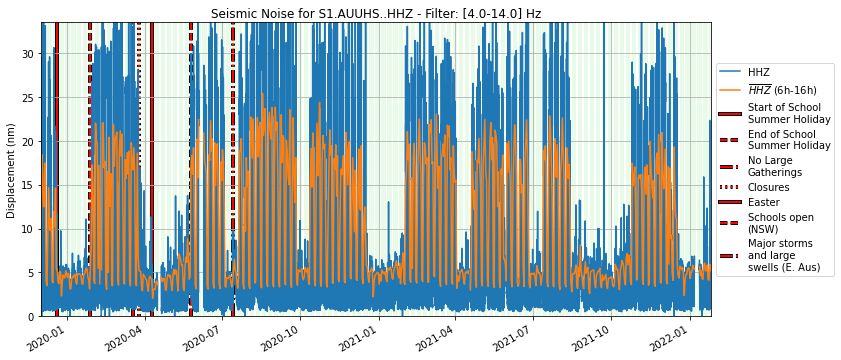 Seismic Noise for S1.AUUHS..HHZ - Filter: [4.0-14.0] Hz
Displacement (nm)
30
25
20
15
10
5
0
2020-01
2020-04
2020-07
2020-10
2021-01
2021-04
2021-07
2021-10
2022-01
HHZ
HHZ (6h-16h)
Start of School
Summer Holiday
End of School
Summer Holiday
No Large
Gatherings
Closures
Easter
Schools open
(NSW)
Major storms
and large
swells (E. Aus)